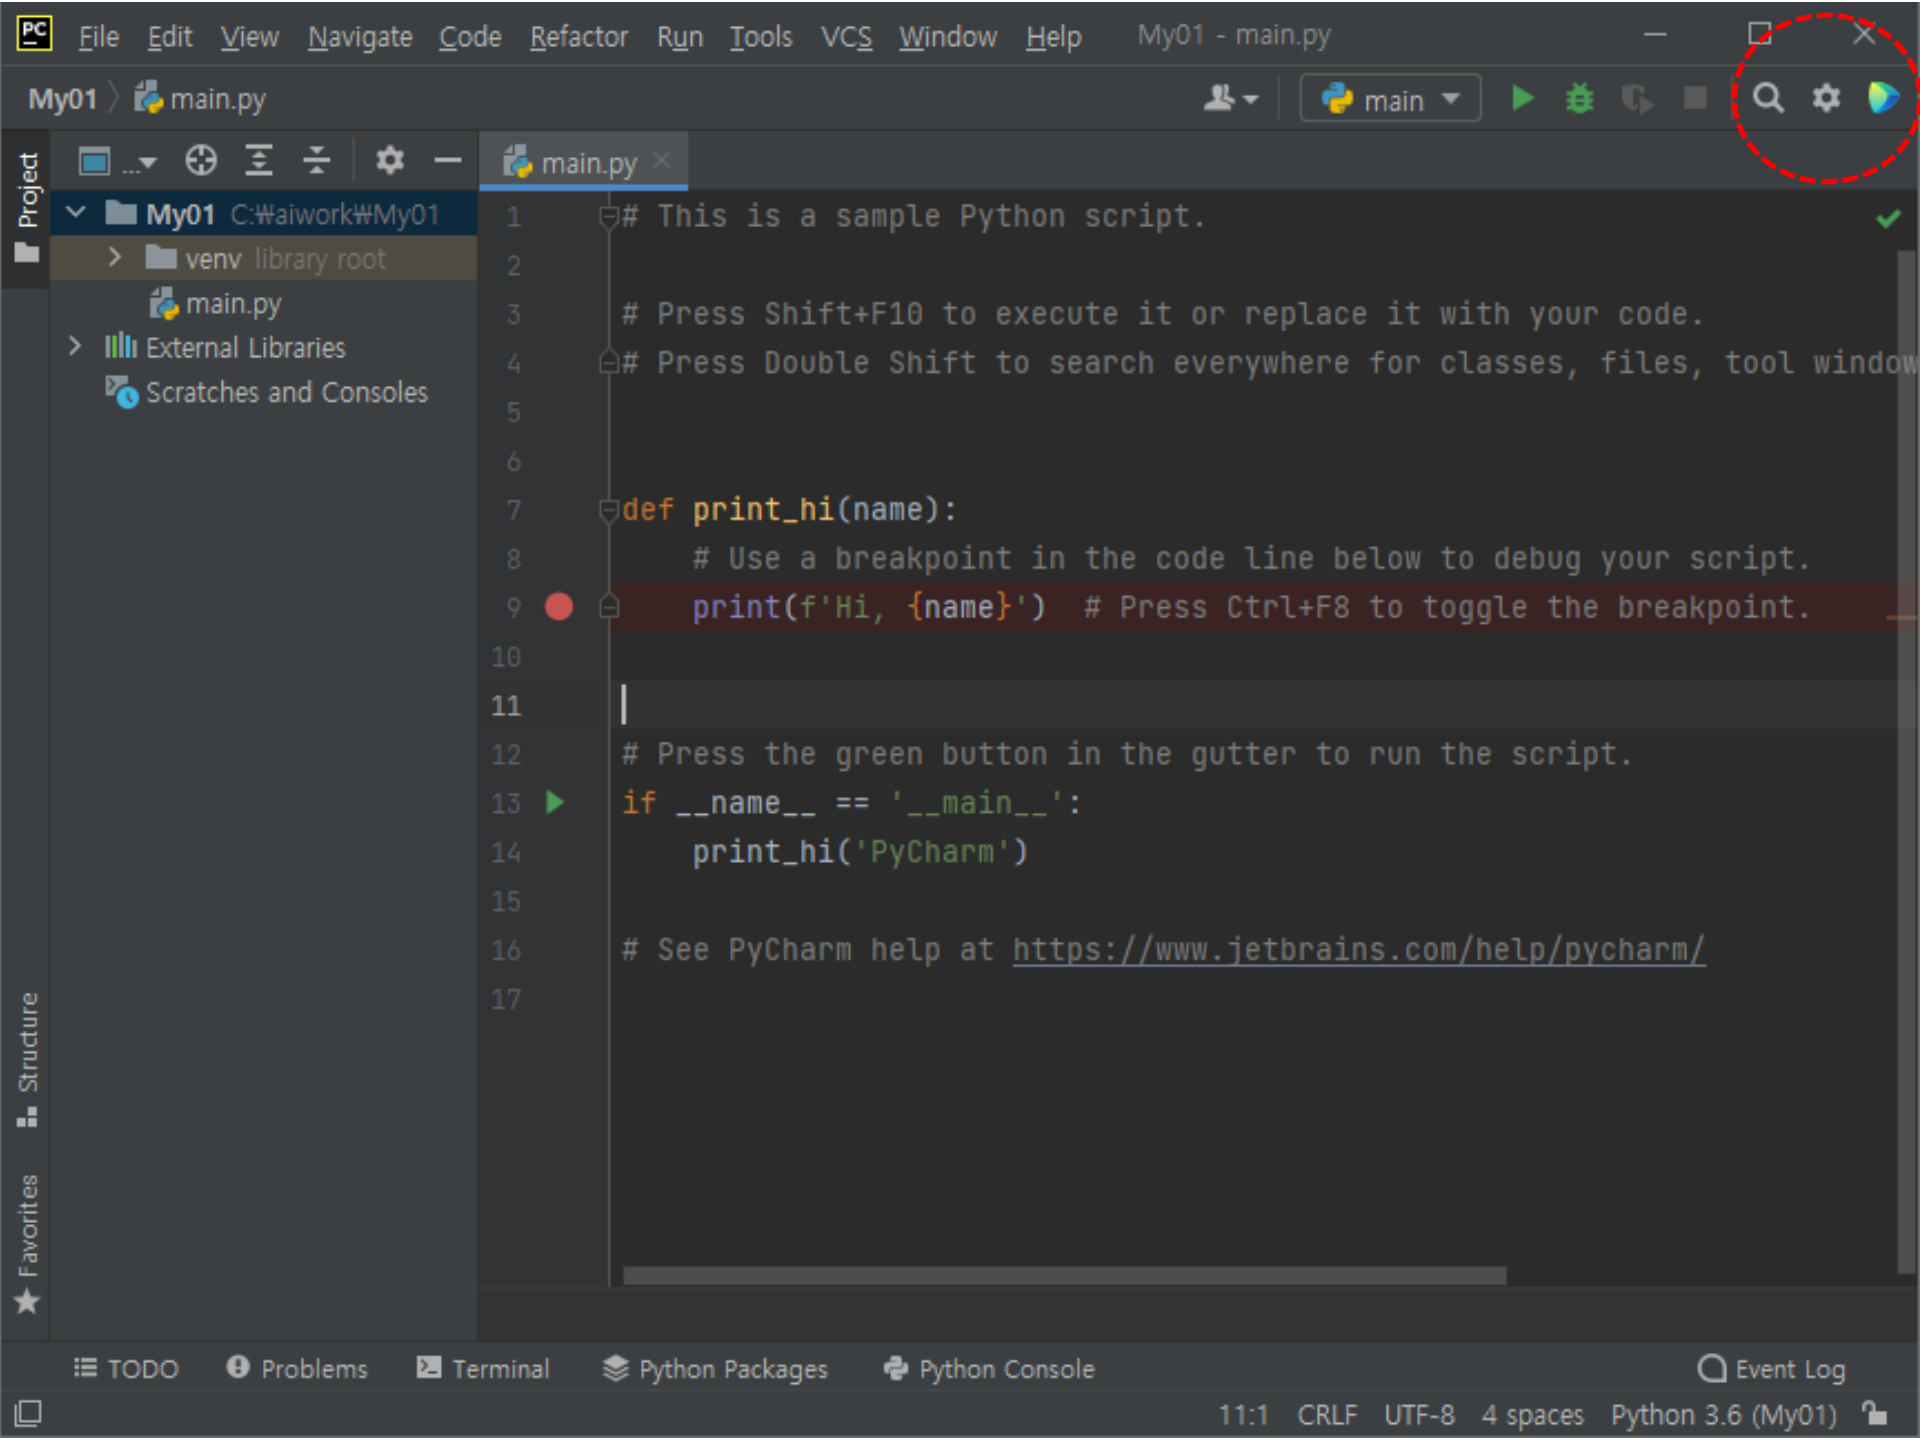 PC File Edit View Navigate Code Refactor Run Tools VCS Window Help My01 - main.py
My01 main.py main
Project
... main.py
My01 C:₩aiwork₩My01
venv library root
main.py
External Libraries
Scratches and Consoles
1 # This is a sample Python script.
2
3 # Press Shift+F10 to execute it or replace it with your code.
4 # Press Double Shift to search everywhere for classes, files, tool window
5
6
7 def print_hi(name):
8 # Use a breakpoint in the code line below to debug your script.
9 print(f'Hi, {name}') # Press Ctrl+F8 to toggle the breakpoint.
10
11
12 # Press the green button in the gutter to run the script.
13 if __name__ == '__main__':
14 print_hi('PyCharm')
15
16 # See PyCharm help at https://www.jetbrains.com/help/pycharm/
17
Structure
Favorites
TODO Problems Terminal Python Packages Python Console Event Log
11:1 CRLF UTF-8 4 spaces Python 3.6 (My01)